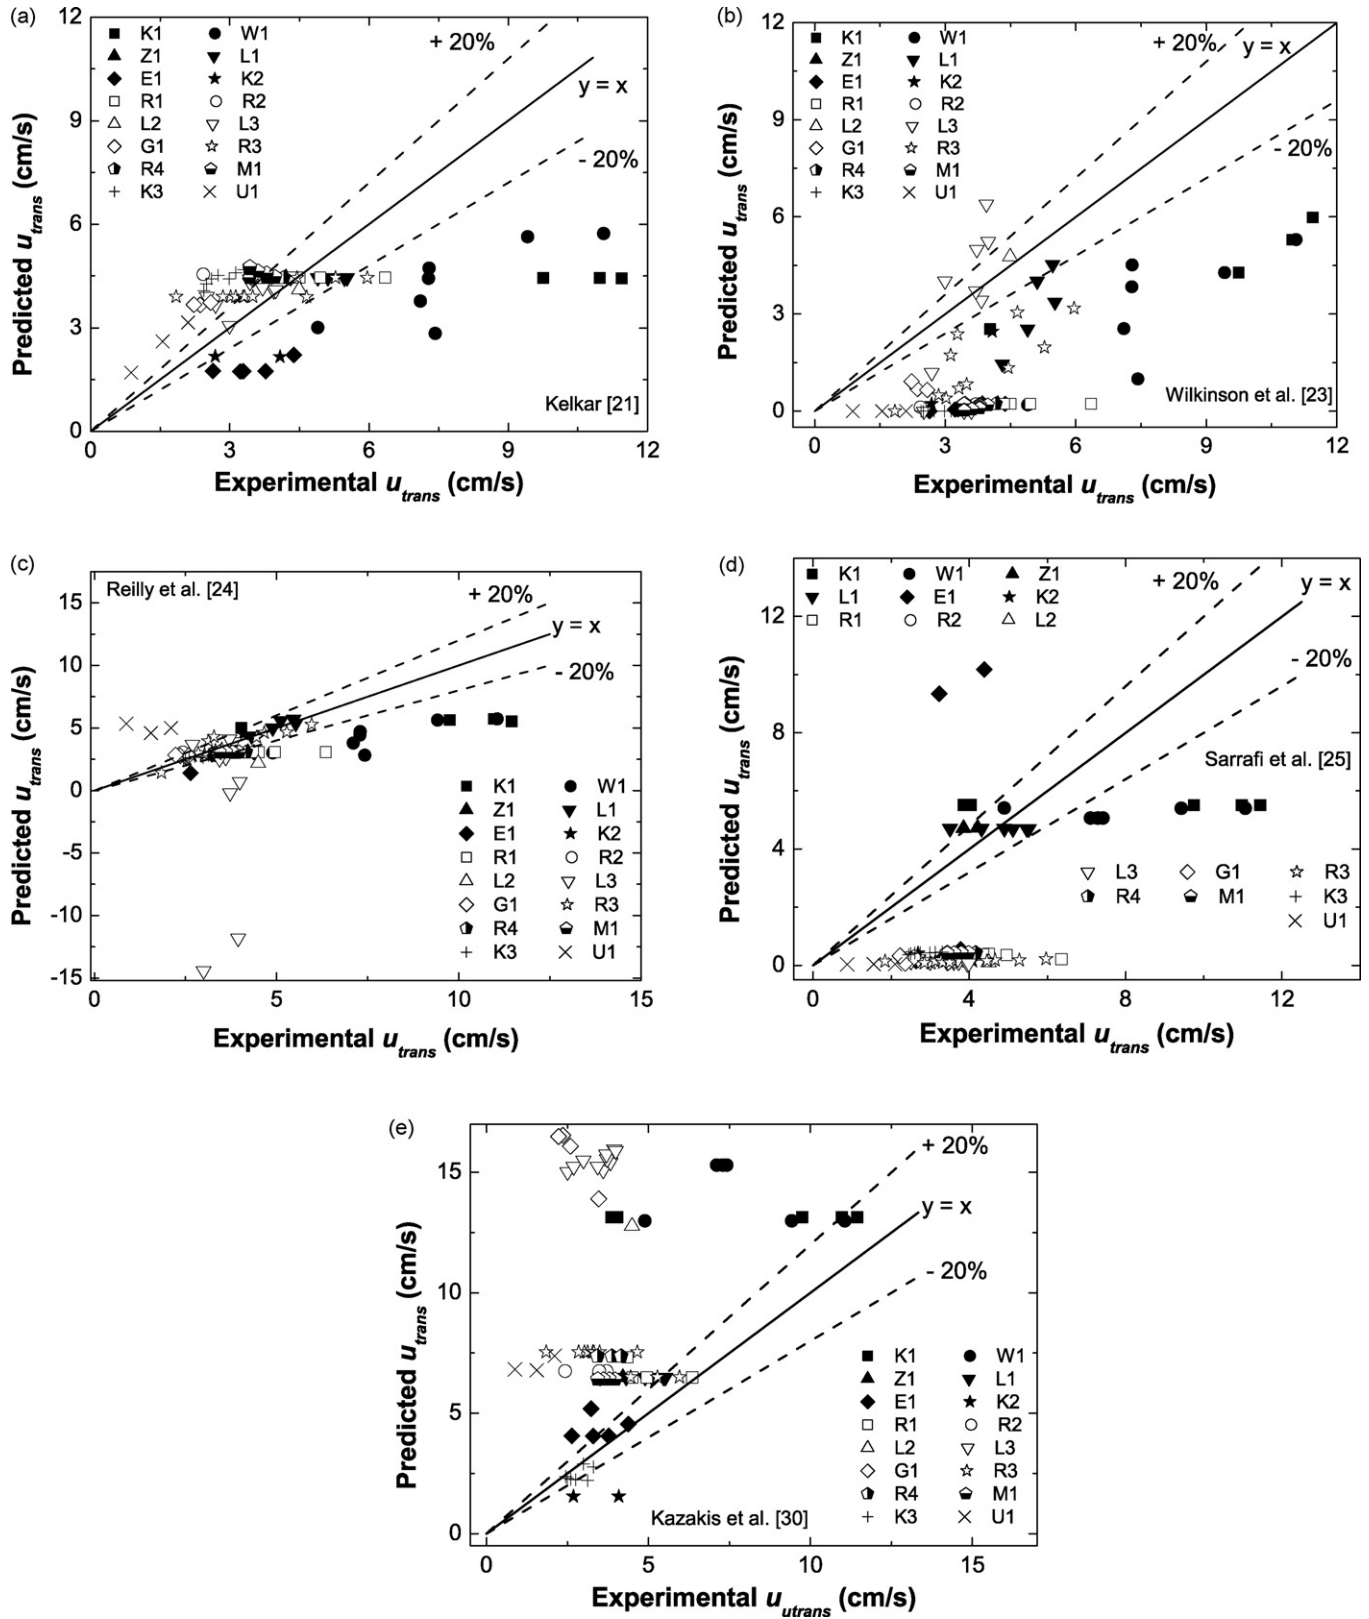 (a)
K1 W1
Z1 L1
E1 K2
R1 R2
L2 L3
G1 R3
R4 M1
K3 U1
+ 20%
y = x
- 20%
Kelkar [21]
12
9
6
3
0
0 3 6 9 12
Predicted u_trans (cm/s)
Experimental u_trans (cm/s)
(b)
K1 W1
Z1 L1
E1 K2
R1 R2
L2 L3
G1 R3
R4 M1
K3 U1
+ 20%
y = x
- 20%
Wilkinson et al. [23]
12
9
6
3
0
0 3 6 9 12
Predicted u_trans (cm/s)
Experimental u_trans (cm/s)
(c)
Reilly et al. [24]
+ 20%
y = x
- 20%
K1 W1
Z1 L1
E1 K2
R1 R2
L2 L3
G1 R3
R4 M1
K3 U1
15
10
5
0
-5
-10
-15
0 5 10 15
Predicted u_trans (cm/s)
Experimental u_trans (cm/s)
(d)
K1 W1 Z1
L1 E1 K2
R1 R2 L2
+ 20%
y = x
- 20%
Sarrafi et al. [25]
L3 G1 R3
R4 M1 K3
U1
12
8
4
0
0 4 8 12
Predicted u_trans (cm/s)
Experimental u_trans (cm/s)
(e)
+ 20%
y = x
- 20%
K1 W1
Z1 L1
E1 K2
R1 R2
L2 L3
G1 R3
R4 M1
K3 U1
Kazakis et al. [30]
15
10
5
0
0 5 10 15
Predicted u_trans (cm/s)
Experimental u_utrans (cm/s)